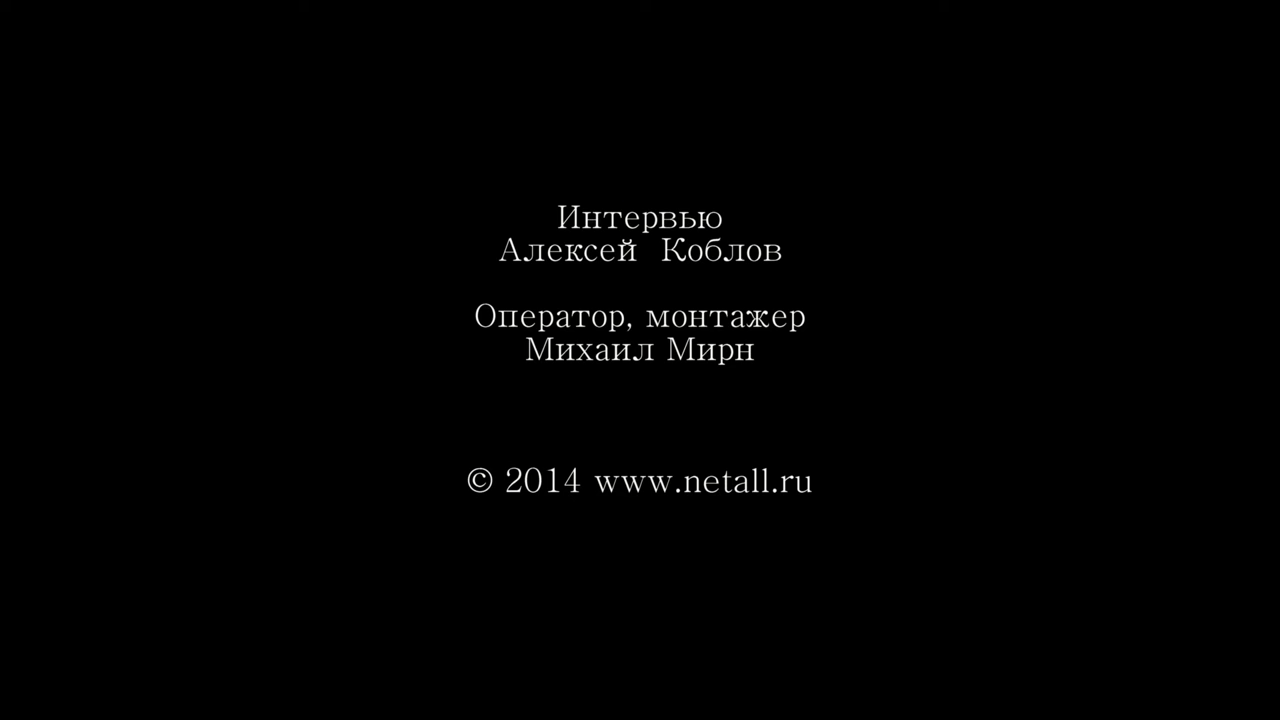 Интервью
Алексей Коблов
Оператор, монтажер
Михаил Мирн
© 2014 www.netall.ru